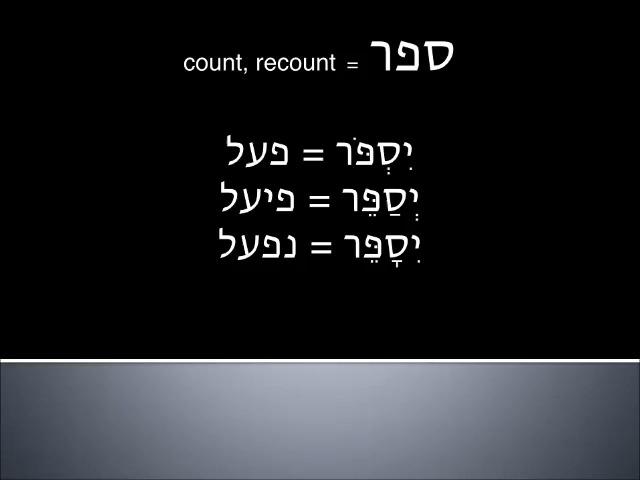 count, recount = ספר
יִסְפֹּר = פעל
יְסַפֵּר = פיעל
יִסָפֵּר = נפעל